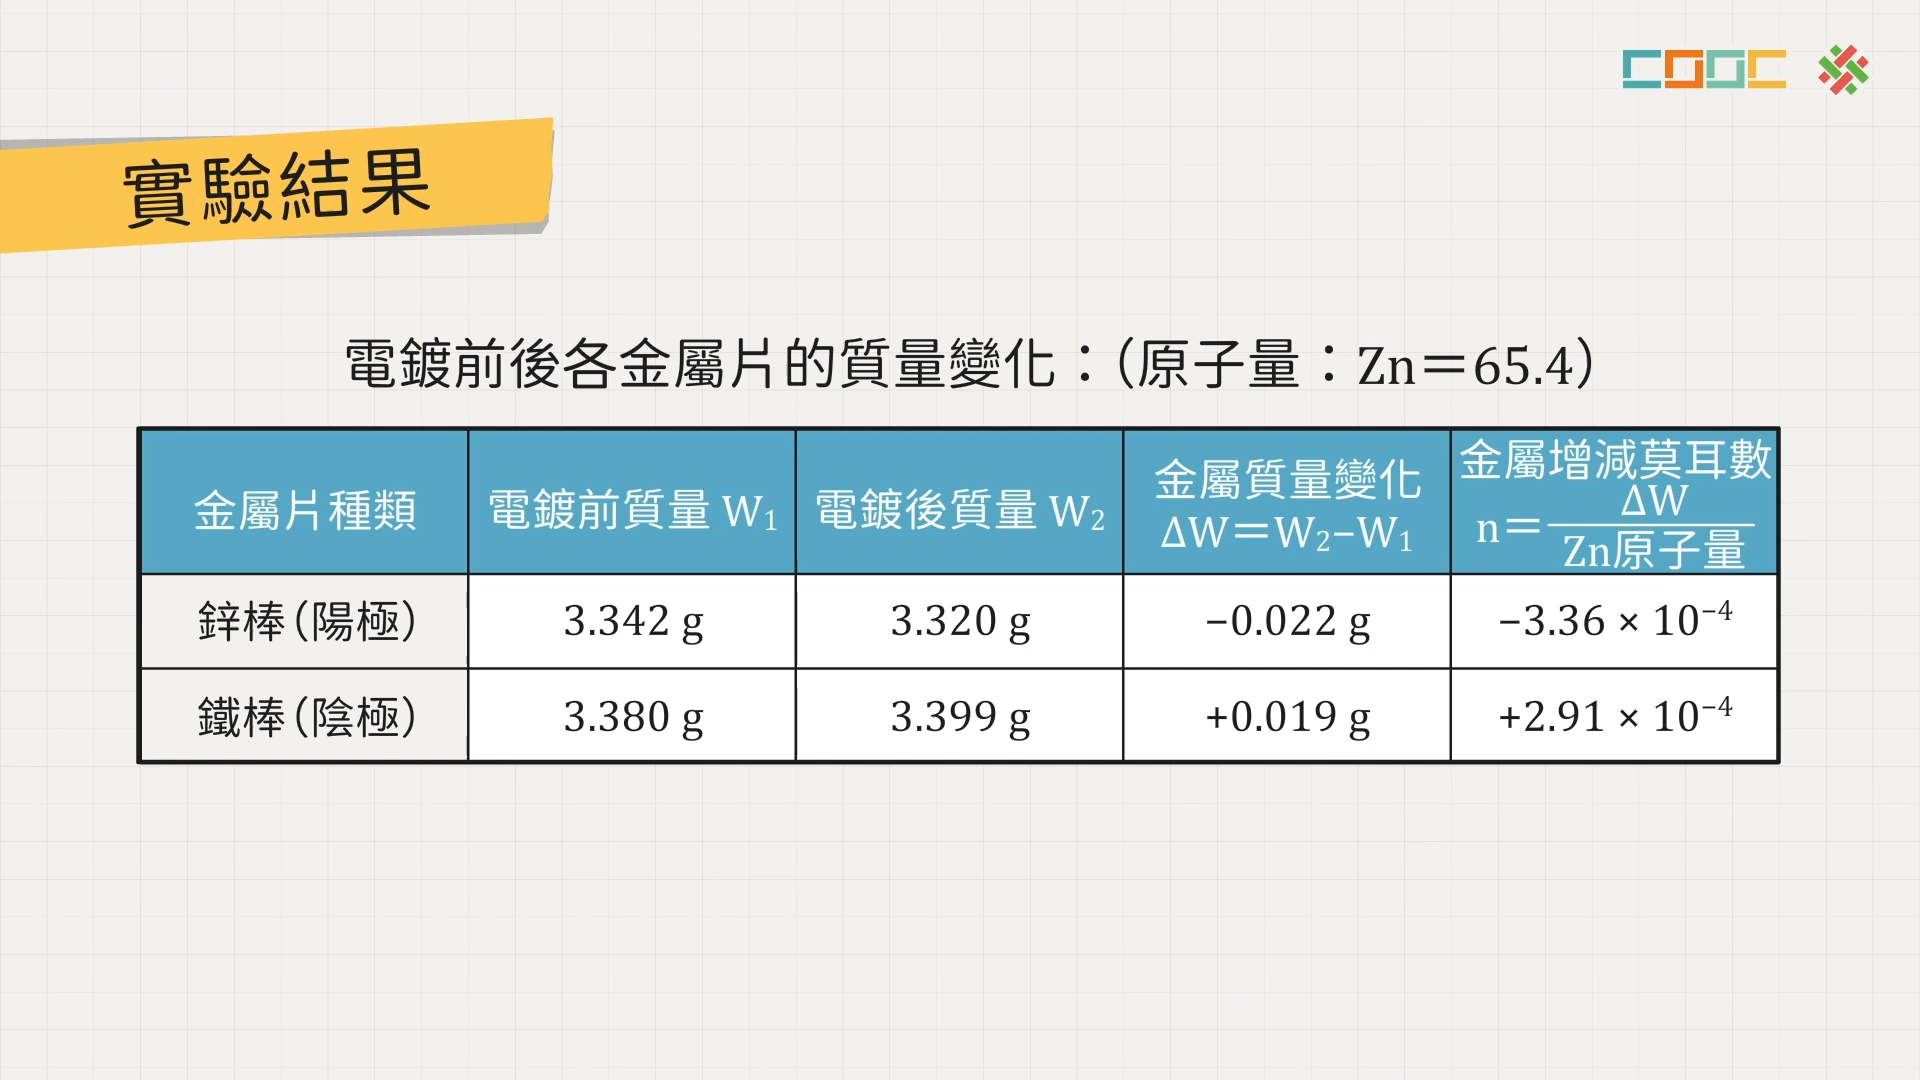 COOC
實驗結果
電鍍前後各金屬片的質量變化：（原子量：Zn＝65.4）
金屬片種類 電鍍前質量 W₁ 電鍍後質量 W₂ 金屬質量變化 ΔW＝W₂−W₁ 金屬增減莫耳數 n＝ΔW/Zn原子量
鋅棒（陽極） 3.342 g 3.320 g −0.022 g −3.36 × 10⁻⁴
鐵棒（陰極） 3.380 g 3.399 g +0.019 g +2.91 × 10⁻⁴